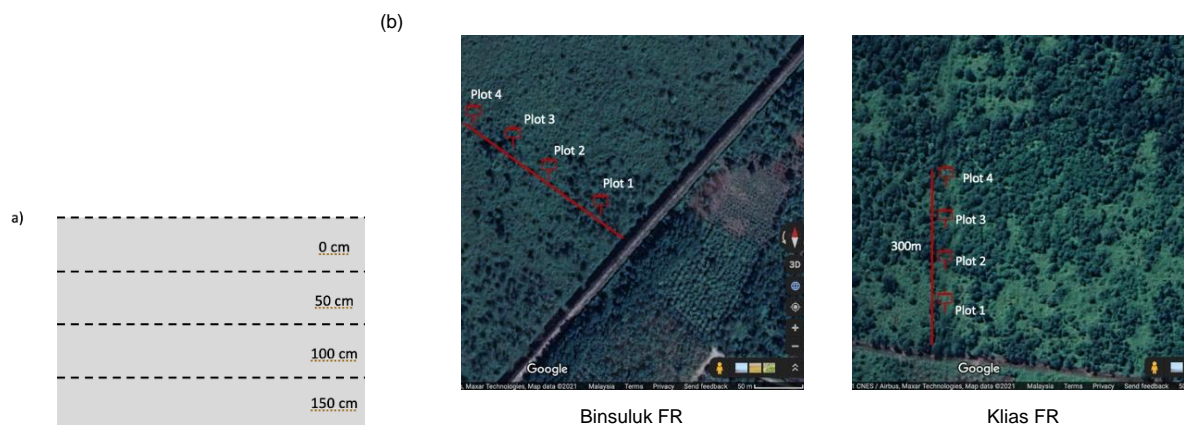 (b)
a)
0 cm
50 cm
100 cm
150 cm
Plot 4
Plot 3
Plot 2
Plot 1
3D
Google
, Maxar Technologies, Map data ©2021 Malaysia Terms Privacy Send feedback 50 m
Binsuluk FR
Plot 4
Plot 3
300m
Plot 2
Plot 1
Google
CNES / Airbus, Maxar Technologies, Map data ©2021 Malaysia Terms Privacy Send feedback
Klias FR